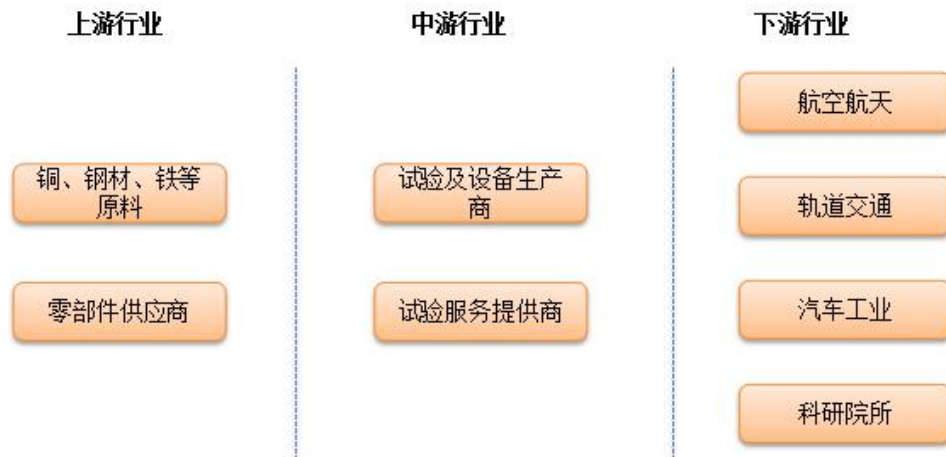 上游行业
中游行业
下游行业
铜、钢材、铁等
原料
零部件供应商
试验及设备生产
商
试验服务提供商
航空航天
轨道交通
汽车工业
科研院所